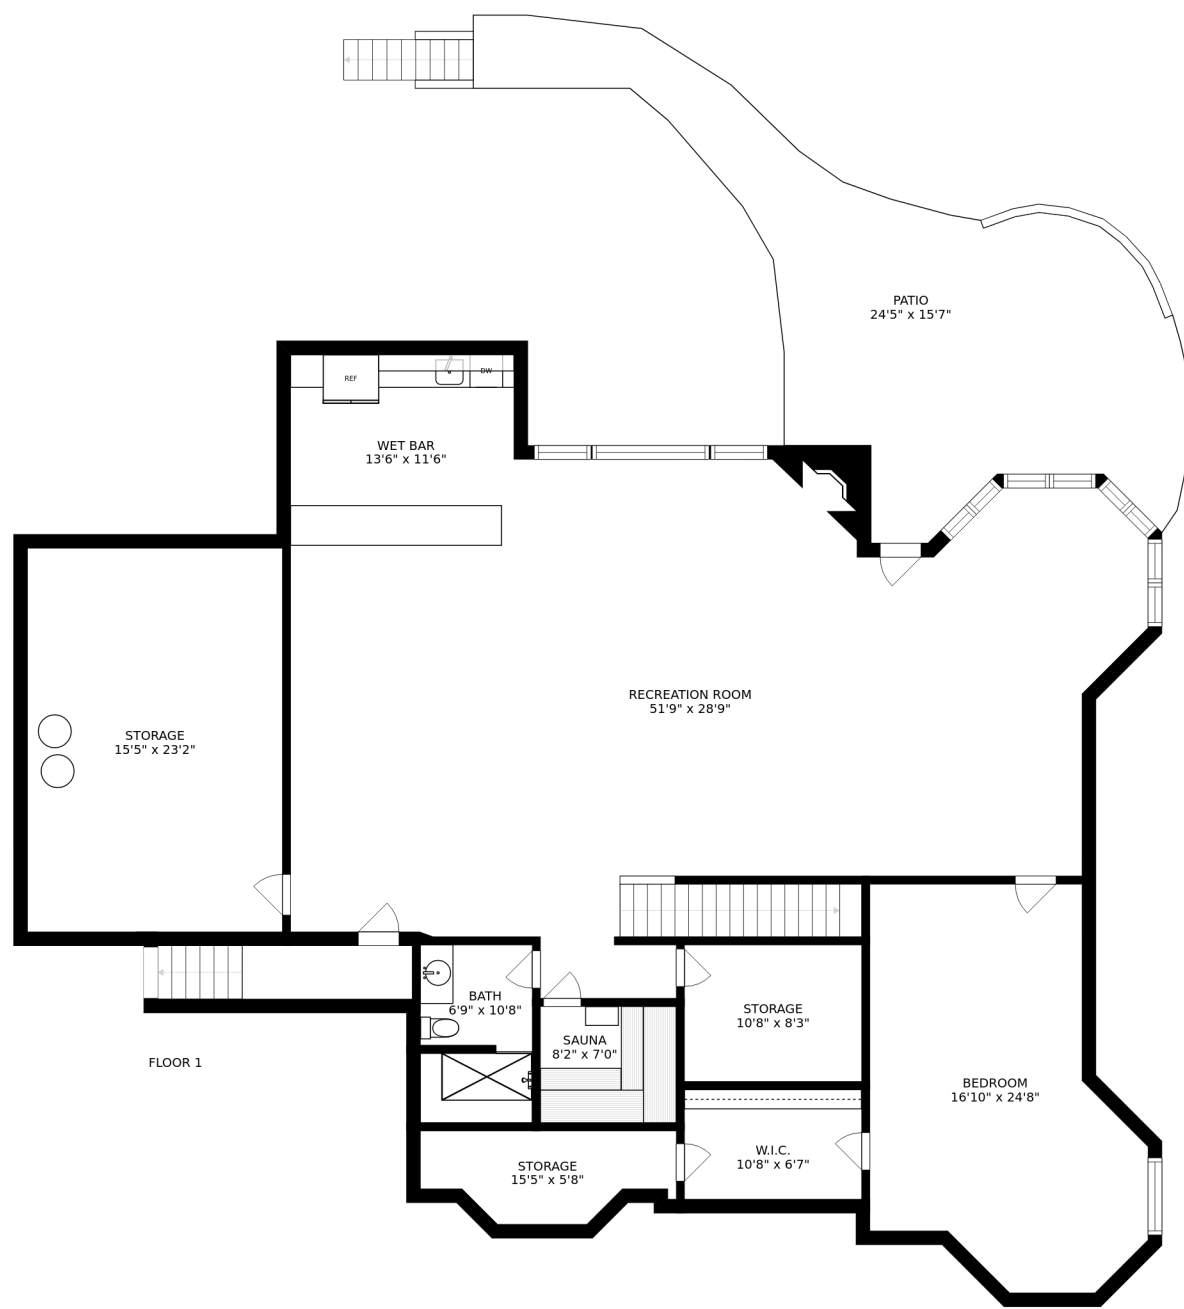 PATIO
24'5" x 15'7"
REF
DW
WET BAR
13'6" x 11'6"
RECREATION ROOM
51'9" x 28'9"
STORAGE
15'5" x 23'2"
BATH
6'9" x 10'8"
STORAGE
10'8" x 8'3"
SAUNA
8'2" x 7'0"
FLOOR 1
BEDROOM
16'10" x 24'8"
W.I.C.
10'8" x 6'7"
STORAGE
15'5" x 5'8"